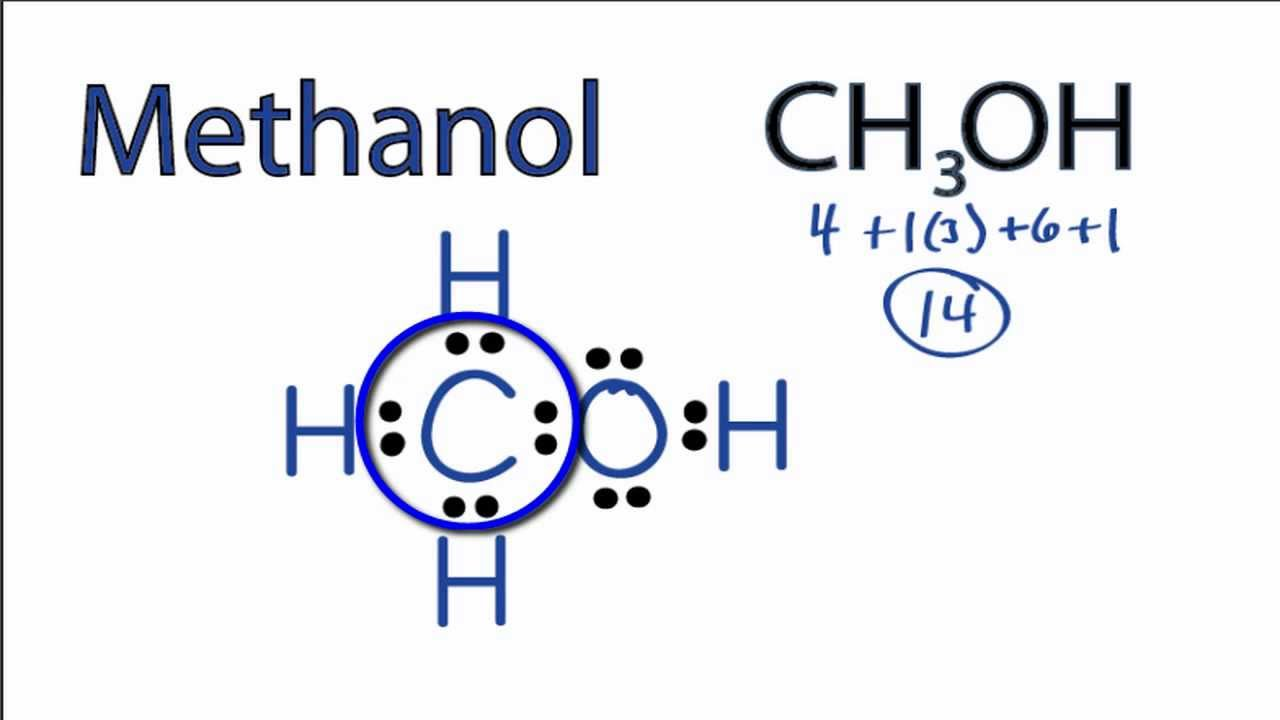 Methanol CH₃OH
4 +1(3) +6+1
14
H
H C O H
H